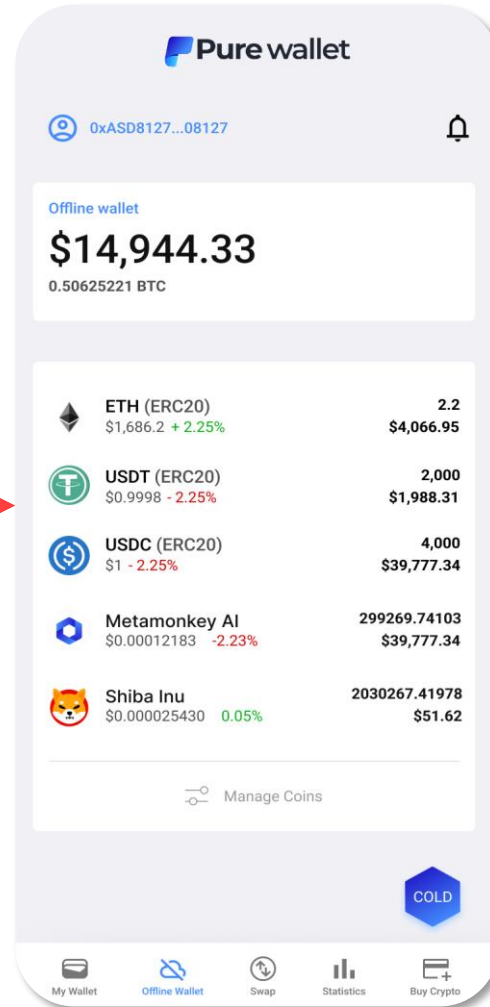 Pure wallet
0xASD8127...08127
Offline wallet
$14,944.33
0.50625221 BTC
ETH (ERC20) 2.2
$1,686.2 + 2.25% $4,066.95
USDT (ERC20) 2,000
$0.9998 - 2.25% $1,988.31
USDC (ERC20) 4,000
$1 - 2.25% $39,777.34
Metamonkey AI 299269.74103
$0.00012183 -2.23% $39,777.34
Shiba Inu 2030267.41978
$0.000025430 0.05% $51.62
Manage Coins
COLD
My Wallet Offline Wallet Swap Statistics Buy Crypto